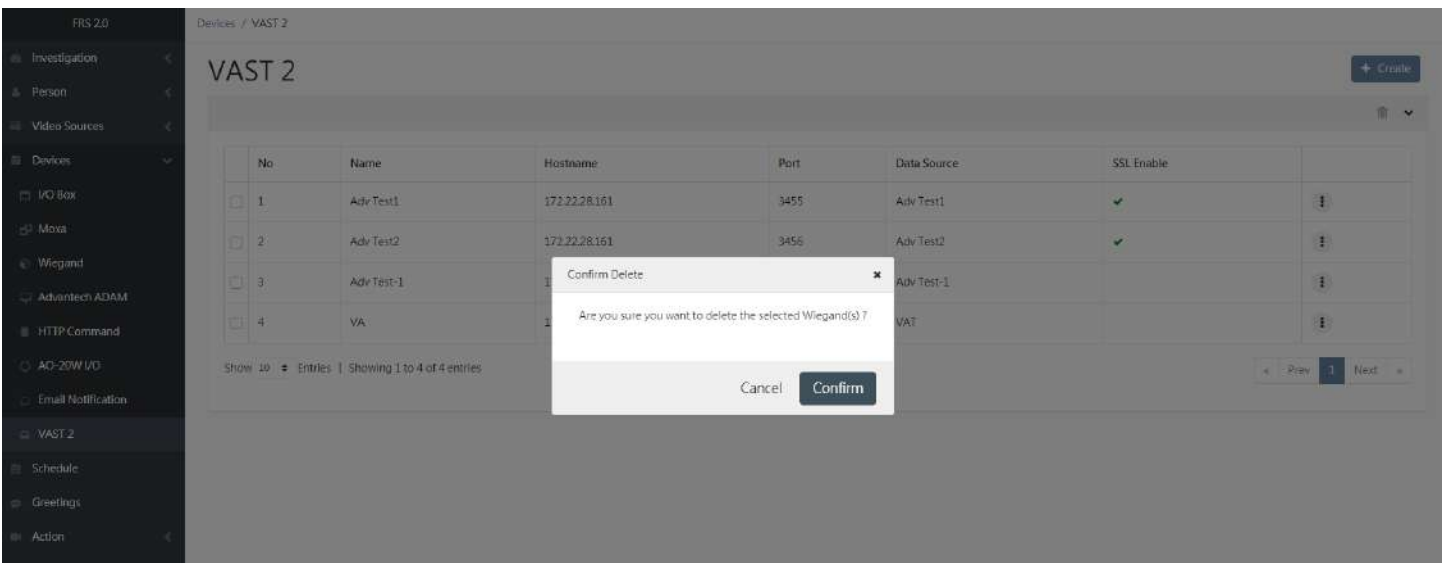 FRS 2.0
Devices / VAST 2
Investigation
Person
Video Sources
Devices
I/O Box
Moxa
Wiegand
Advantech ADAM
HTTP Command
AO-20W I/O
Email Notification
VAST 2
Schedule
Greetings
Action
VAST 2
+ Create
No Name Hostname Port Data Source SSL Enable
1 Adv Test1 172.22.28.161 3455 Adv Test1
2 Adv Test2 172.22.28.161 3456 Adv Test2
3 Adv Test-1 1 Adv Test-1
4 VA 1 VAT
Show 10 Entries | Showing 1 to 4 of 4 entries
« Prev 1 Next »
Confirm Delete
Are you sure you want to delete the selected Wiegand(s) ?
Cancel Confirm